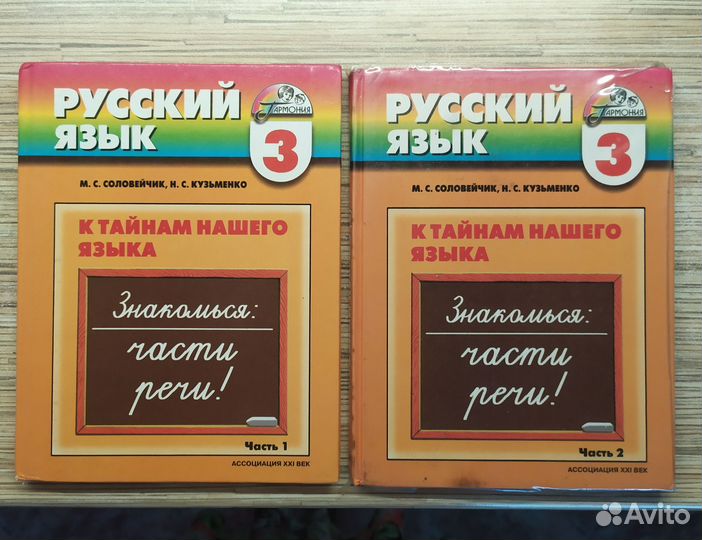 РУССКИЙ
ЯЗЫК
ГАРМОНИЯ
3
М. С. СОЛОВЕЙЧИК, Н. С. КУЗЬМЕНКО
К ТАЙНАМ НАШЕГО
ЯЗЫКА
Знакомься:
части
речи!
Часть 1
АССОЦИАЦИЯ XXI ВЕК
РУССКИЙ
ЯЗЫК
ГАРМОНИЯ
3
М. С. СОЛОВЕЙЧИК, Н. С. КУЗЬМЕНКО
К ТАЙНАМ НАШЕГО
ЯЗЫКА
Знакомься:
части
речи!
Часть 2
АССОЦИАЦИЯ XXI ВЕК
Avito